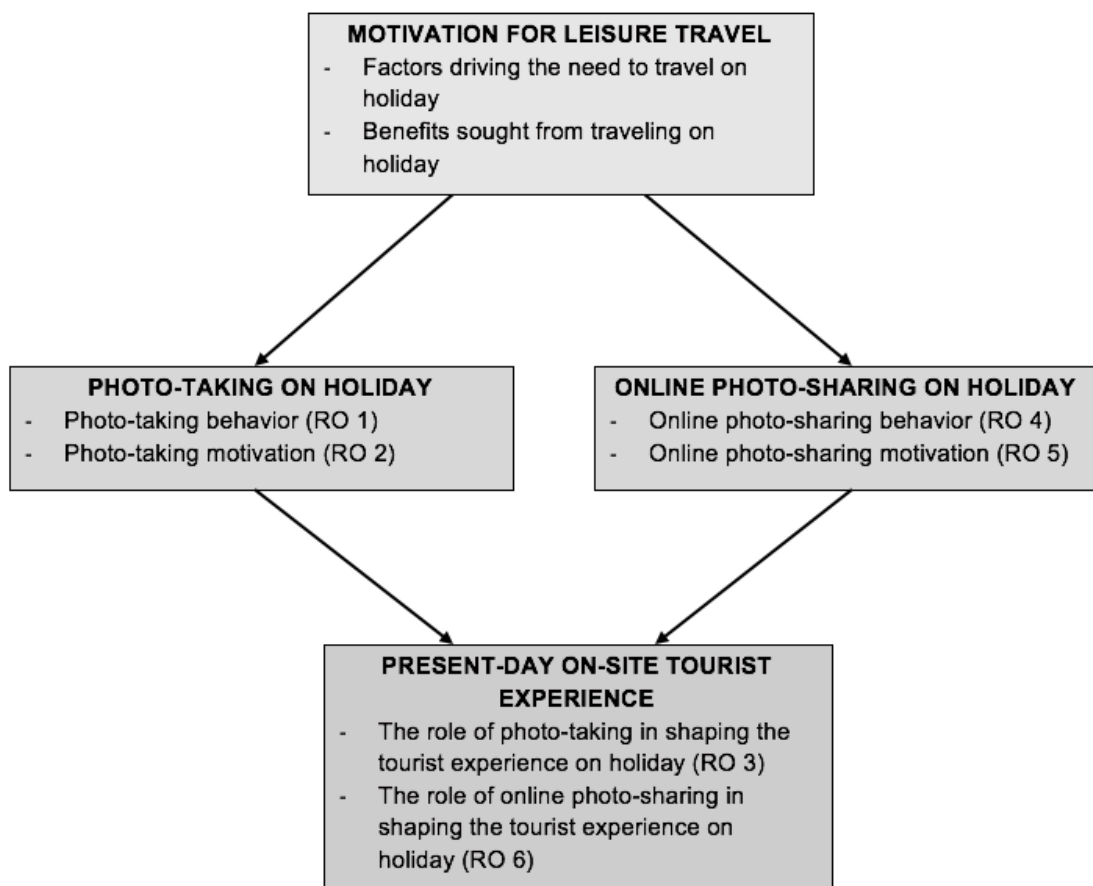 MOTIVATION FOR LEISURE TRAVEL
- Factors driving the need to travel on
holiday
- Benefits sought from traveling on
holiday
PHOTO-TAKING ON HOLIDAY
- Photo-taking behavior (RO 1)
- Photo-taking motivation (RO 2)
ONLINE PHOTO-SHARING ON HOLIDAY
- Online photo-sharing behavior (RO 4)
- Online photo-sharing motivation (RO 5)
PRESENT-DAY ON-SITE TOURIST
EXPERIENCE
- The role of photo-taking in shaping the
tourist experience on holiday (RO 3)
- The role of online photo-sharing in
shaping the tourist experience on
holiday (RO 6)